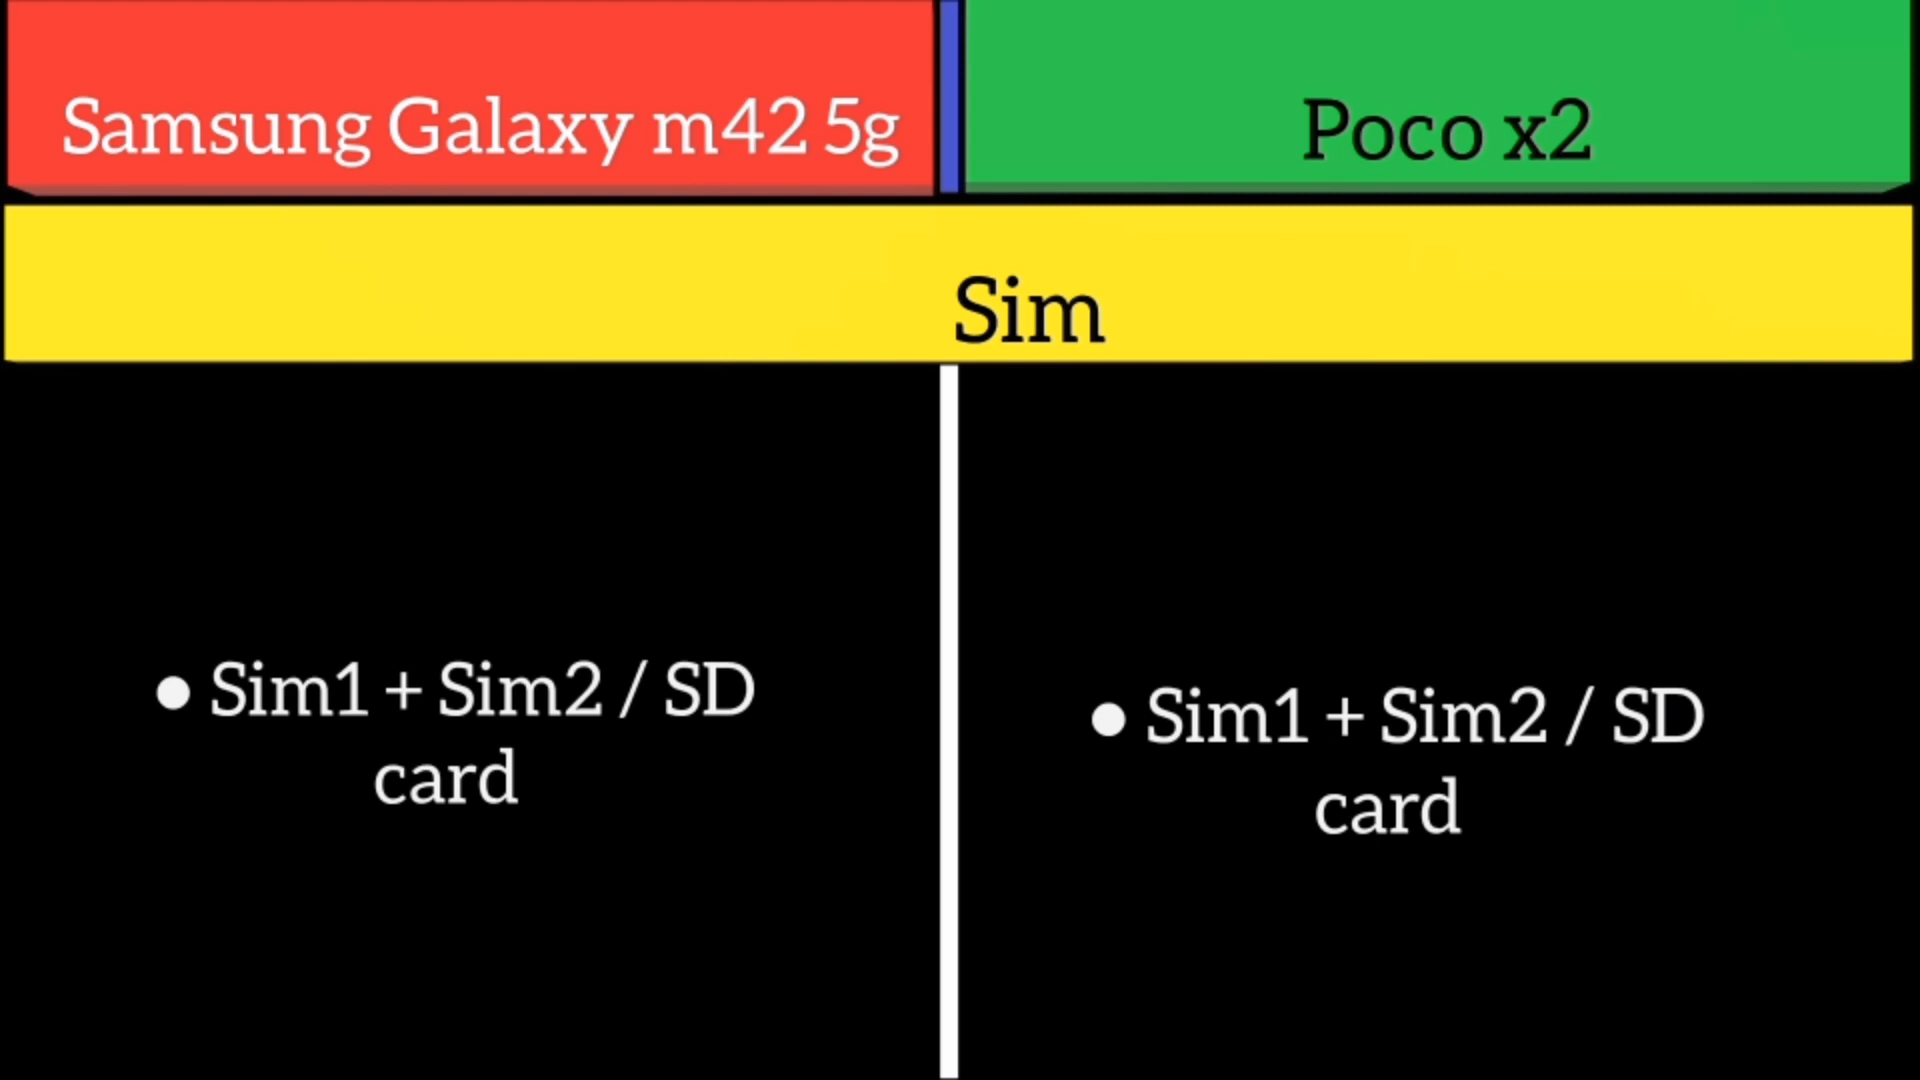 Samsung Galaxy m42 5g
Poco x2
Sim
● Sim1 + Sim2 / SD
card
● Sim1 + Sim2 / SD
card